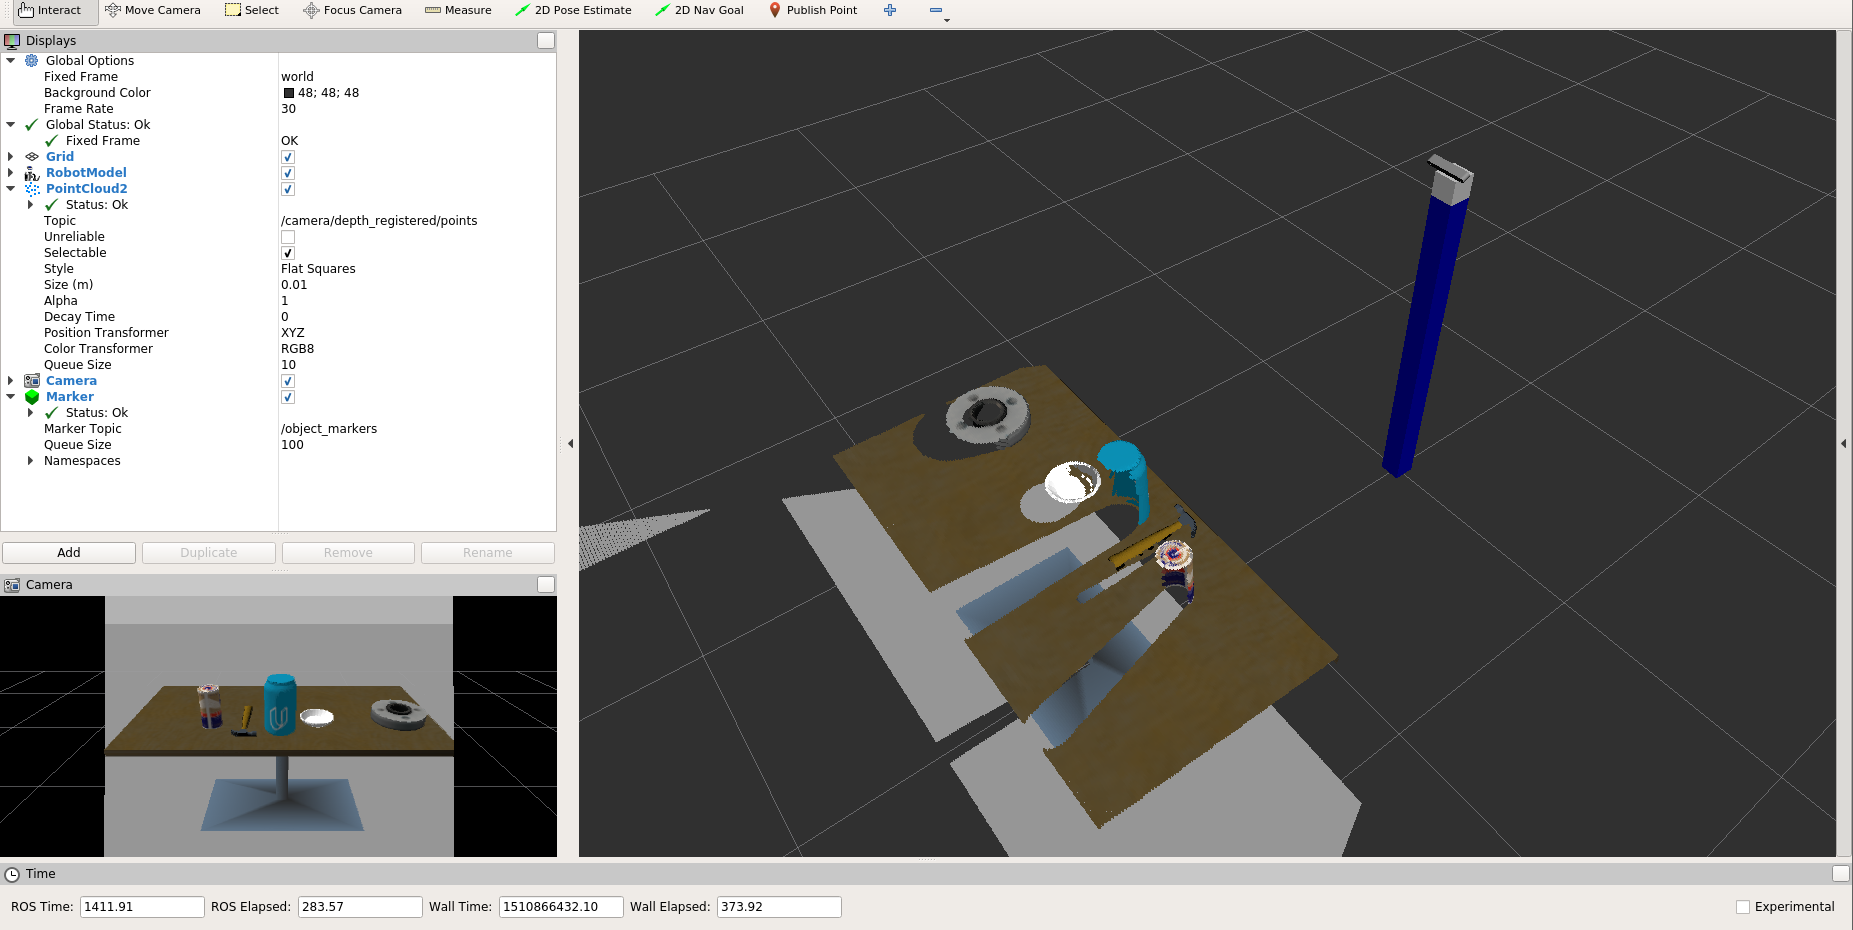 Interact Move Camera Select Focus Camera Measure 2D Pose Estimate 2D Nav Goal Publish Point
Displays
Global Options
Fixed Frame world
Background Color 48; 48; 48
Frame Rate 30
Global Status: Ok
Fixed Frame OK
Grid
RobotModel
PointCloud2
Status: Ok
Topic /camera/depth_registered/points
Unreliable
Selectable
Style Flat Squares
Size (m) 0.01
Alpha 1
Decay Time 0
Position Transformer XYZ
Color Transformer RGB8
Queue Size 10
Camera
Marker
Status: Ok
Marker Topic /object_markers
Queue Size 100
Namespaces
Add Duplicate Remove Rename
Camera
Time
ROS Time: 1411.91 ROS Elapsed: 283.57 Wall Time: 1510866432.10 Wall Elapsed: 373.92 Experimental